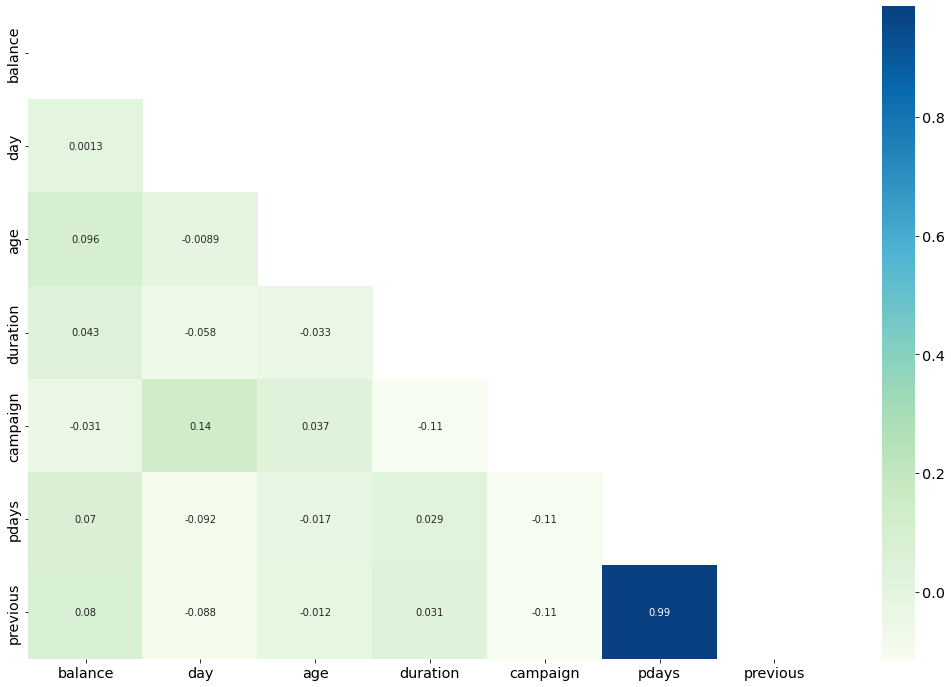 balance
day
0.0013
age
0.096 -0.0089
duration
0.043 -0.058 -0.033
campaign
-0.031 0.14 0.037 -0.11
pdays
0.07 -0.092 -0.017 0.029 -0.11
previous
0.08 -0.088 -0.012 0.031 -0.11 0.99
balance day age duration campaign pdays previous
0.8
0.6
0.4
0.2
0.0